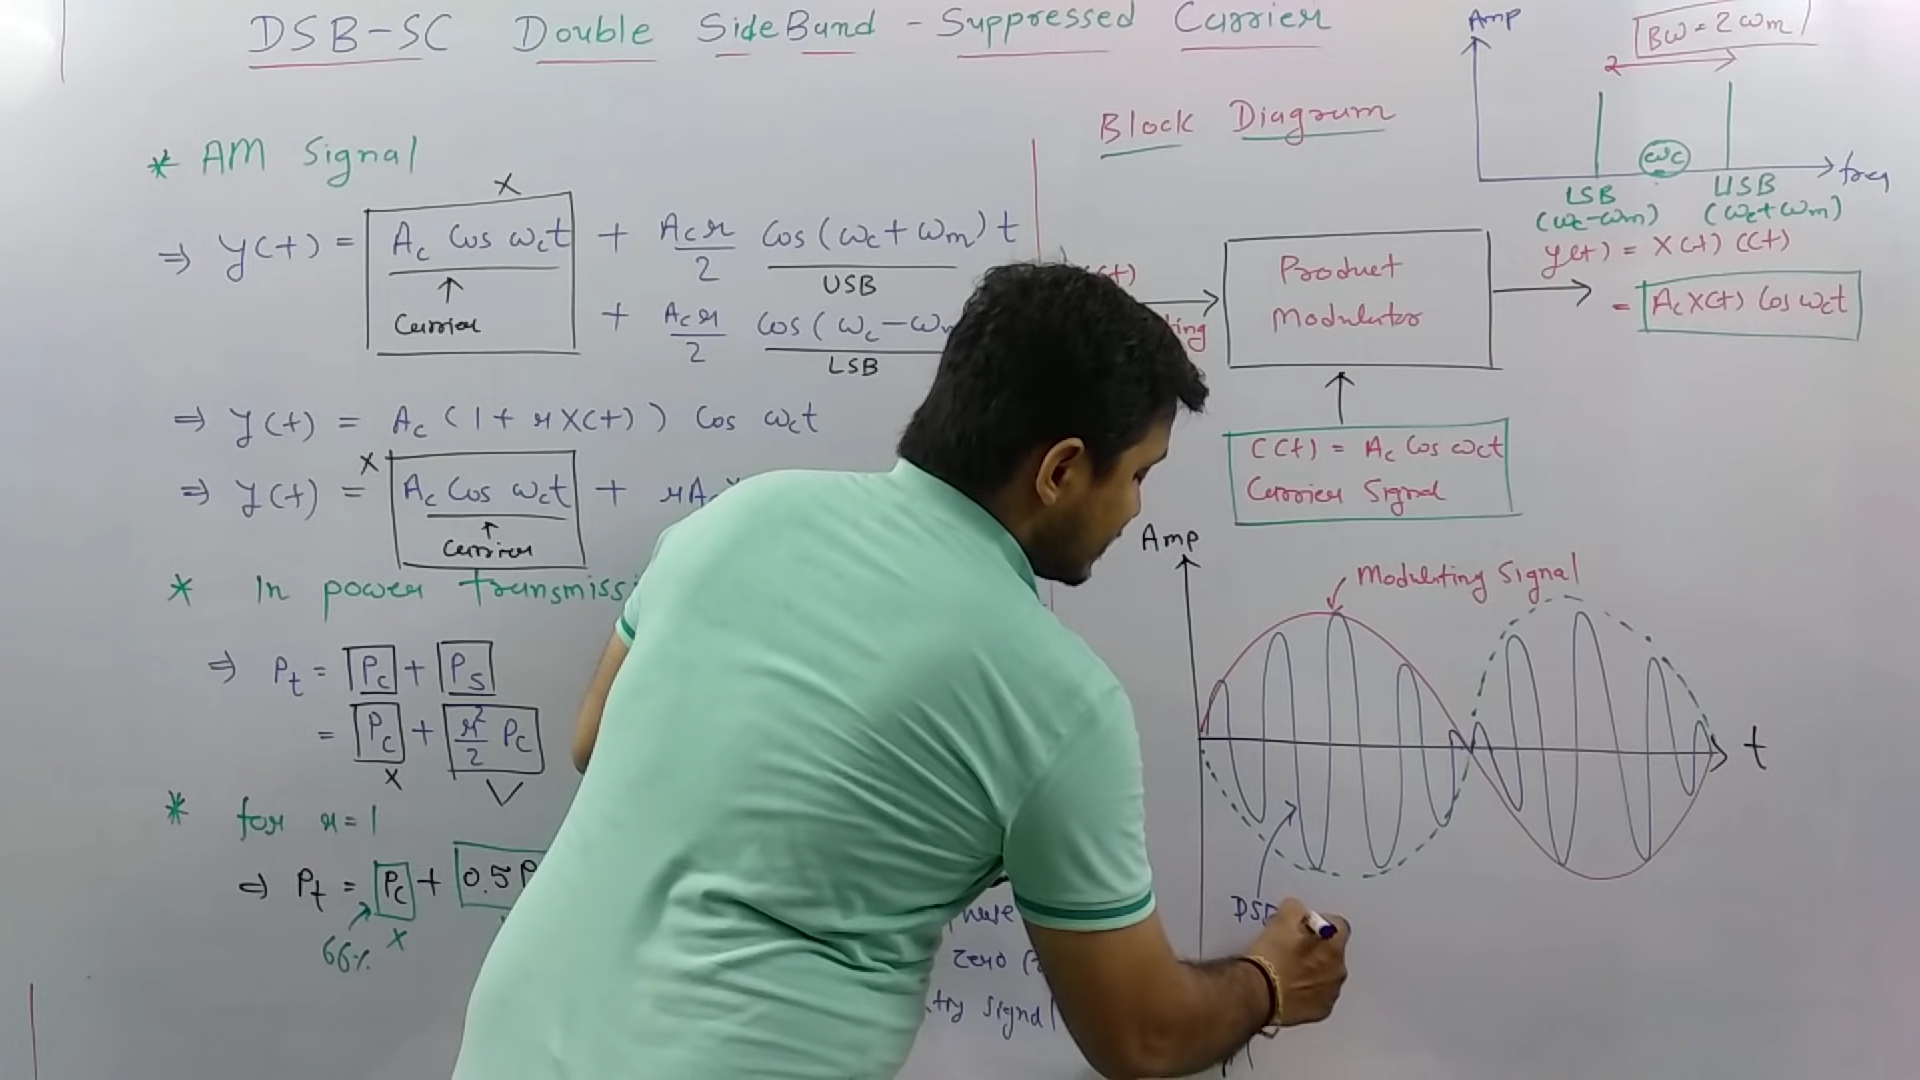 DSB-SC Double SideBand - Suppressed Carrier
* AM Signal
x
⇒ y(t) = Ac Cos ωct + Acμ/2 Cos(ωc+ωm)t
USB
↑
Carrier
+ Acμ/2 Cos(ωc-ω
LSB
⇒ y(t) = Ac (1 + μx(t)) Cos ωct
x
⇒ y(t) = Ac Cos ωct + μA
↑
Carrier
* In power transmissi
⇒ Pt = Pc + Ps
= Pc + μ²/2 Pc
x
* for μ=1
⇒ Pt = Pc + 0.5P
66% x
Zero
signal
Block Diagram
(t)
ting
Product
Modulator
C(t) = Ac Cos ωct
Carrier Signal
y(t) = x(t) C(t)
= Ac x(t) Cos ωct
Amp
BW = 2ωm
ωc
freq
LSB
(ωc-ωm)
USB
(ωc+ωm)
Amp
Modulating Signal
t
DSB